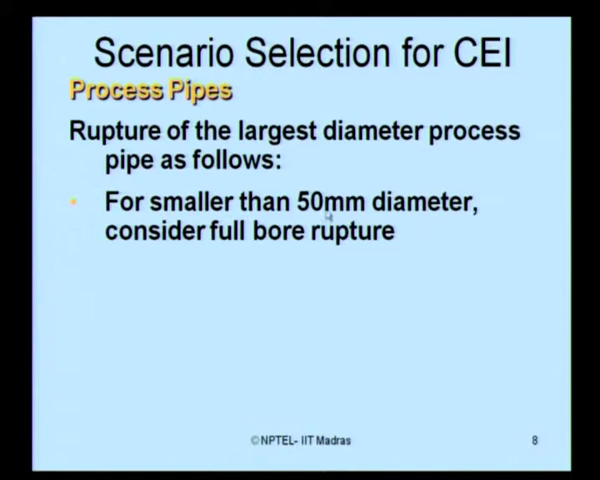 Scenario Selection for CEI
Process Pipes
Rupture of the largest diameter process
pipe as follows:
• For smaller than 50mm diameter,
consider full bore rupture
©NPTEL- IIT Madras
8